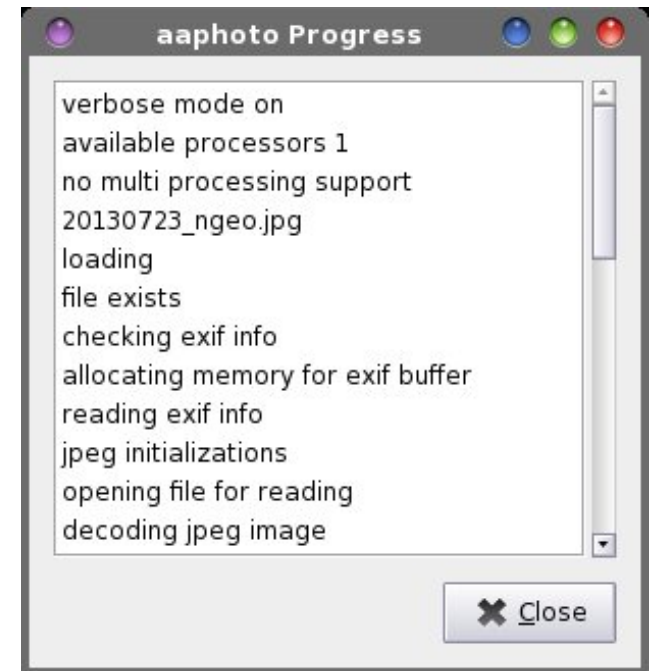 aaphoto Progress
verbose mode on
available processors 1
no multi processing support
20130723_ngeo.jpg
loading
file exists
checking exif info
allocating memory for exif buffer
reading exif info
jpeg initializations
opening file for reading
decoding jpeg image
Close